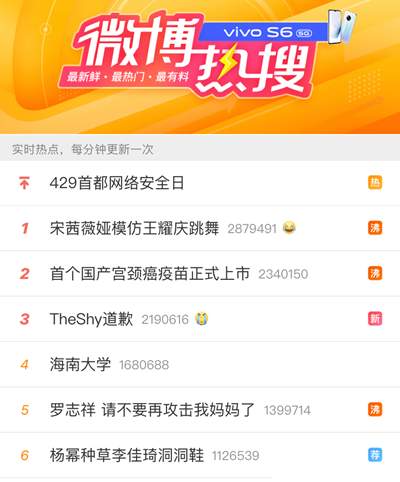 微博热搜
vivo S6 5G
最新鲜·最热门·最有料
实时热点，每分钟更新一次
429首都网络安全日 热
1 宋茜薇娅模仿王耀庆跳舞 2879491 😂 沸
2 首个国产宫颈癌疫苗正式上市 2340150 沸
3 TheShy道歉 2190616 😭 新
4 海南大学 1680688
5 罗志祥 请不要再攻击我妈妈了 1399714 沸
6 杨幂种草李佳琦洞洞鞋 1126539 荐